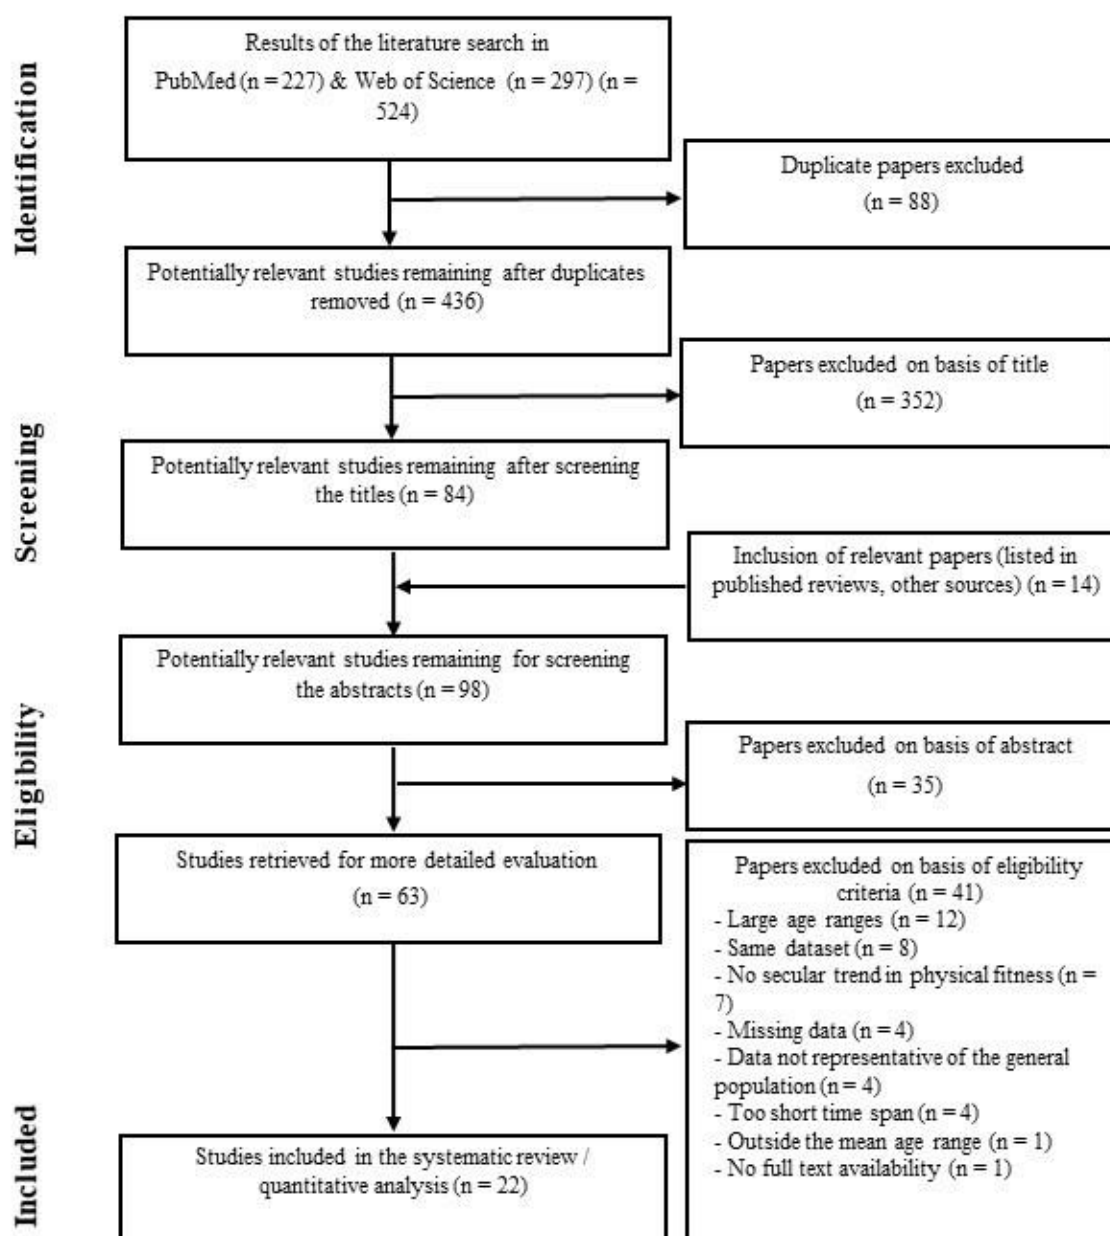 Identification
Results of the literature search in
PubMed (n = 227) & Web of Science (n = 297) (n =
524)
Duplicate papers excluded
(n = 88)
Potentially relevant studies remaining after duplicates
removed (n = 436)
Papers excluded on basis of title
(n = 352)
Screening
Potentially relevant studies remaining after screening
the titles (n = 84)
Inclusion of relevant papers (listed in
published reviews, other sources) (n = 14)
Potentially relevant studies remaining for screening
the abstracts (n = 98)
Eligibility
Papers excluded on basis of abstract
(n = 35)
Studies retrieved for more detailed evaluation
(n = 63)
Papers excluded on basis of eligibility
criteria (n = 41)
- Large age ranges (n = 12)
- Same dataset (n = 8)
- No secular trend in physical fitness (n =
7)
- Missing data (n = 4)
- Data not representative of the general
population (n = 4)
- Too short time span (n = 4)
- Outside the mean age range (n = 1)
- No full text availability (n = 1)
Included
Studies included in the systematic review /
quantitative analysis (n = 22)